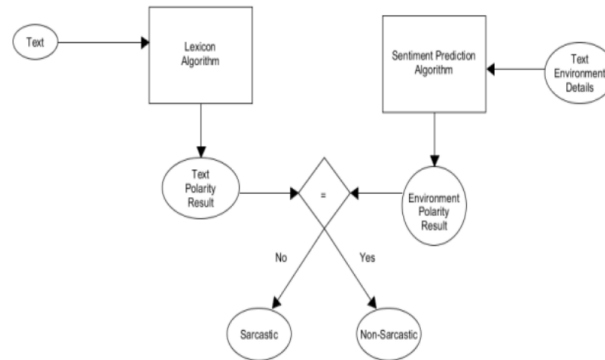 Text
Lexicon
Algorithm
Sentiment Prediction
Algorithm
Text
Environment
Details
Text
Polarity
Result
=
Environment
Polarity
Result
No
Yes
Sarcastic
Non-Sarcastic